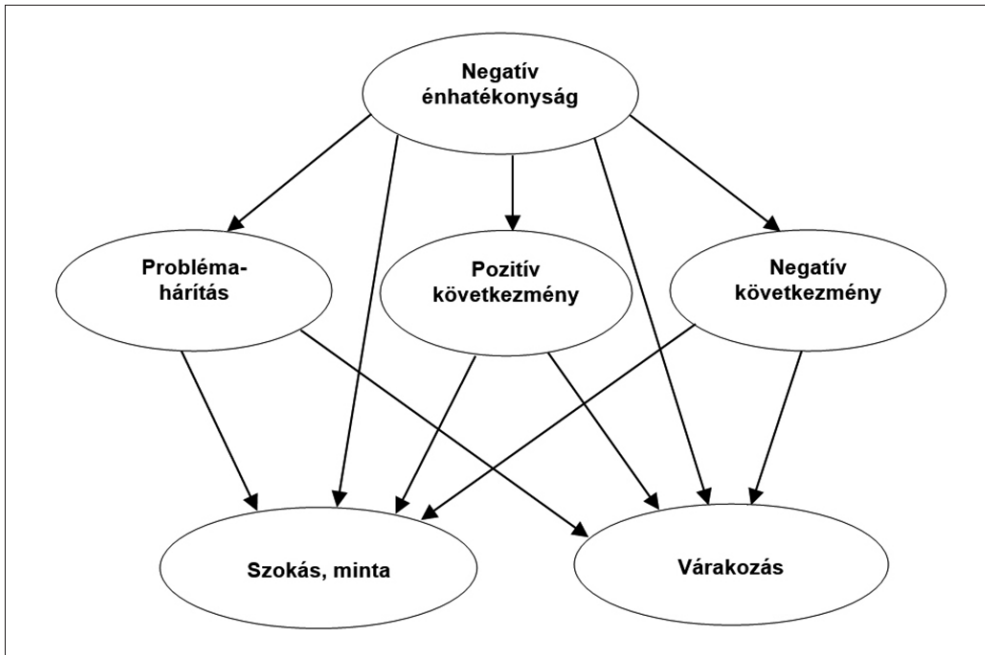 Negatív
énhatékonyság
Probléma-
hárítás
Pozitív
következmény
Negatív
következmény
Szokás, minta
Várakozás